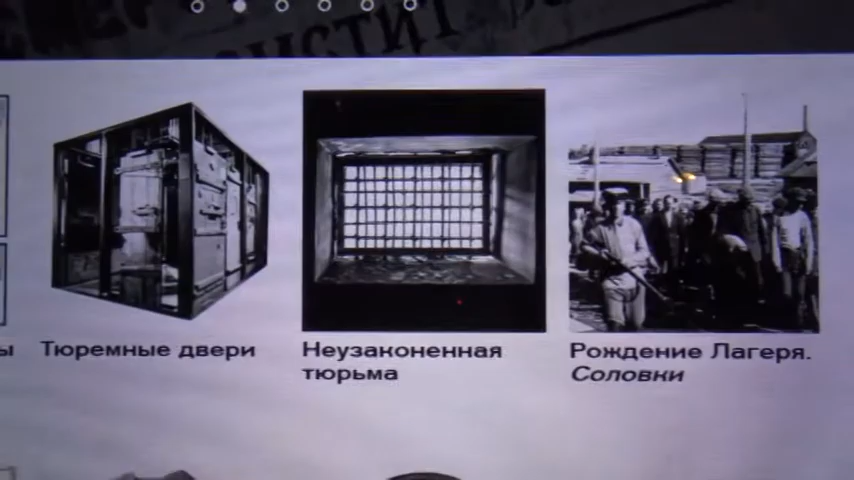 ы
Тюремные двери
Неузаконенная
тюрьма
Рождение Лагеря.
Соловки